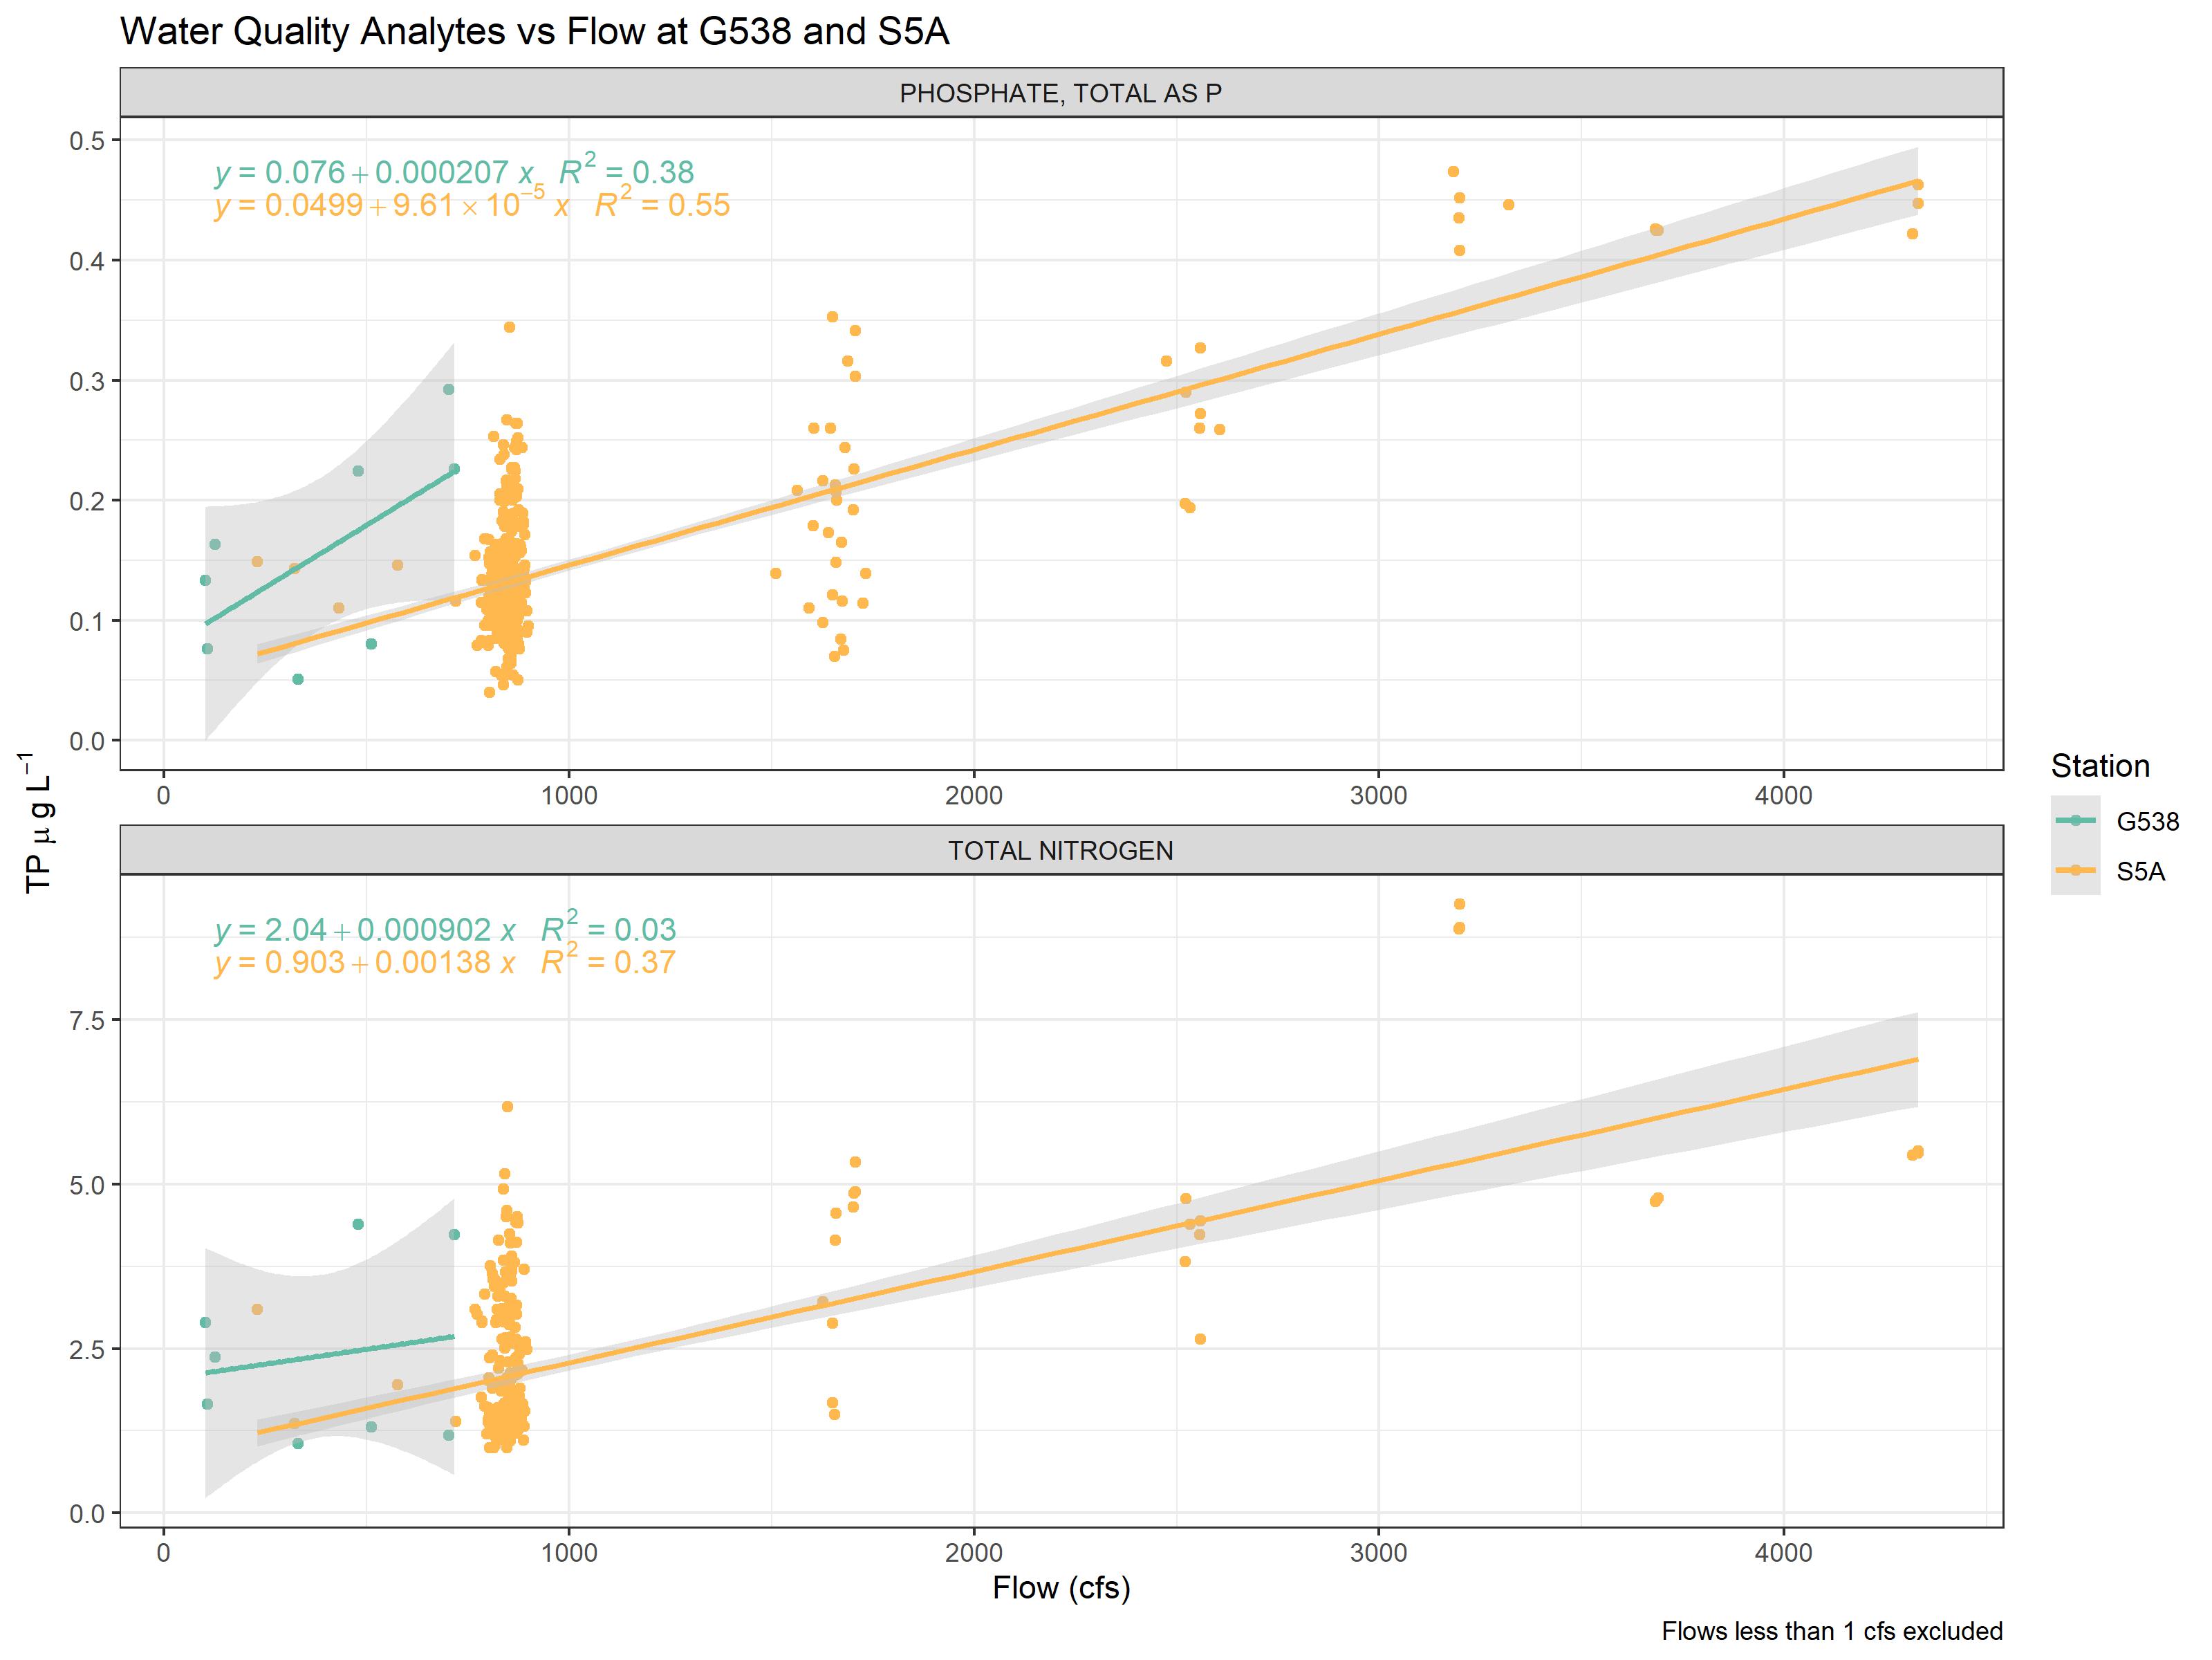 Water Quality Analytes vs Flow at G538 and S5A
PHOSPHATE, TOTAL AS P
0.5
0.4
0.3
0.2
0.1
0.0
y = 0.076 + 0.000207 x R² = 0.38
y = 0.0499 + 9.61 × 10⁻⁵ x R² = 0.55
0 1000 2000 3000 4000
TP μ g L⁻¹
TOTAL NITROGEN
7.5
5.0
2.5
0.0
y = 2.04 + 0.000902 x R² = 0.03
y = 0.903 + 0.00138 x R² = 0.37
0 1000 2000 3000 4000
Flow (cfs)
Station
G538
S5A
Flows less than 1 cfs excluded